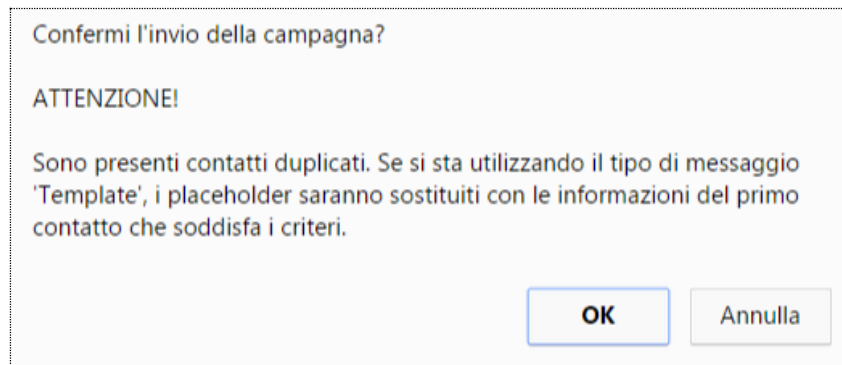 Confermi l'invio della campagna?
ATTENZIONE!
Sono presenti contatti duplicati. Se si sta utilizzando il tipo di messaggio
'Template', i placeholder saranno sostituiti con le informazioni del primo
contatto che soddisfa i criteri.
OK
Annulla